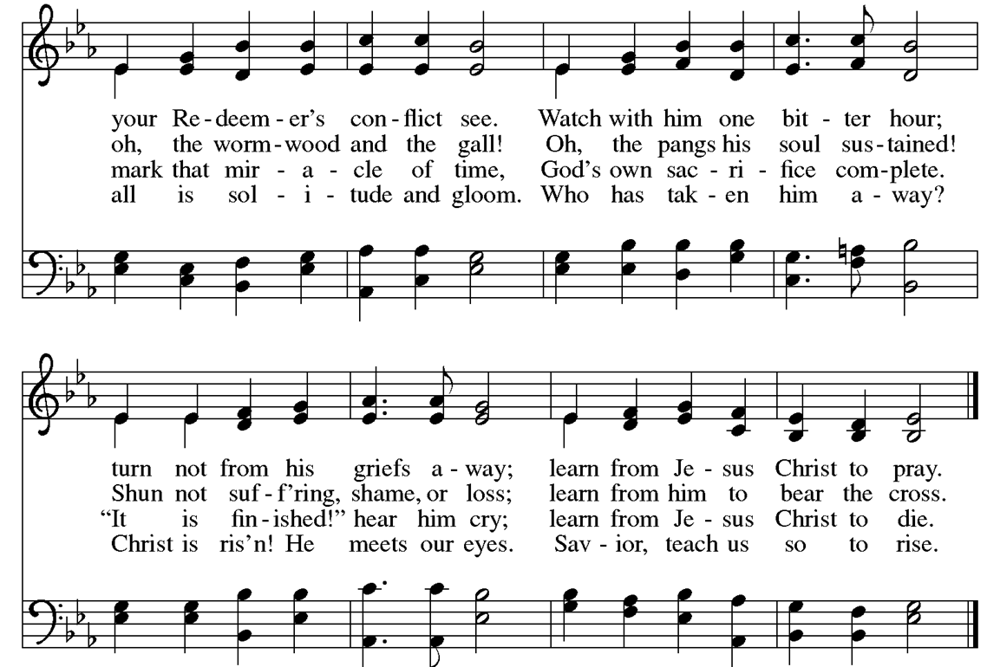 your Re - deem - er's con - flict see. Watch with him one bit - ter hour;
oh, the worm - wood and the gall! Oh, the pangs his soul sus - tained!
mark that mir - a - cle of time, God's own sac - ri - fice com - plete.
all is sol - i - tude and gloom. Who has tak - en him a - way?
turn not from his griefs a - way; learn from Je - sus Christ to pray.
Shun not suf - f'ring, shame, or loss; learn from him to bear the cross.
“It is fin - ished!” hear him cry; learn from Je - sus Christ to die.
Christ is ris'n! He meets our eyes. Sav - ior, teach us so to rise.